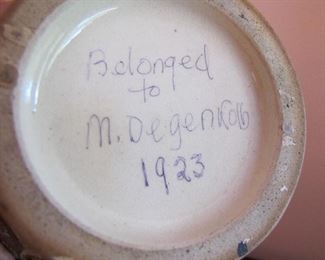 Belonged
to
M. Degenkolb
1923